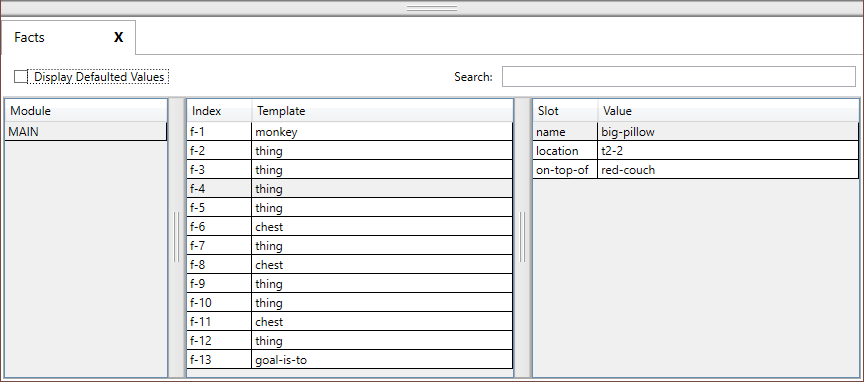 Facts X
Display Defaulted Values Search:
Module Index Template Slot Value
MAIN f-1 monkey name big-pillow
f-2 thing location t2-2
f-3 thing on-top-of red-couch
f-4 thing
f-5 thing
f-6 chest
f-7 thing
f-8 chest
f-9 thing
f-10 thing
f-11 chest
f-12 thing
f-13 goal-is-to